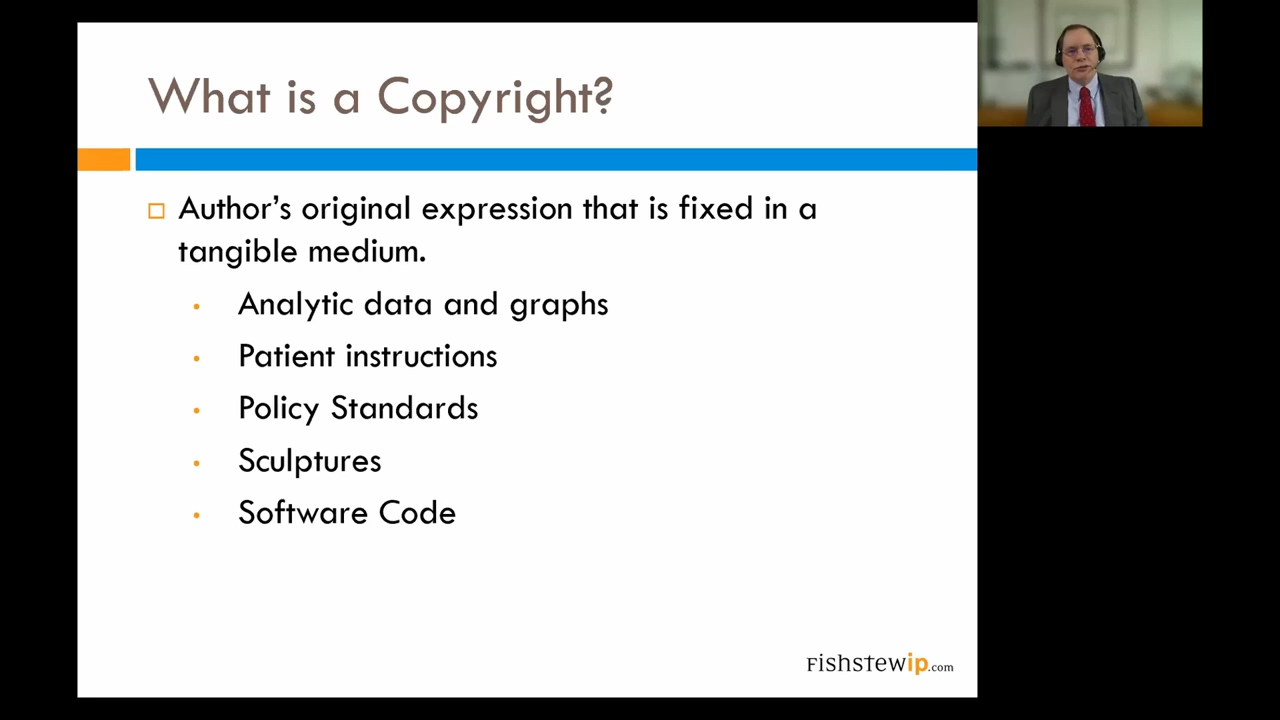 What is a Copyright?
Author’s original expression that is fixed in a
tangible medium.
Analytic data and graphs
Patient instructions
Policy Standards
Sculptures
Software Code
Fishstewip.com